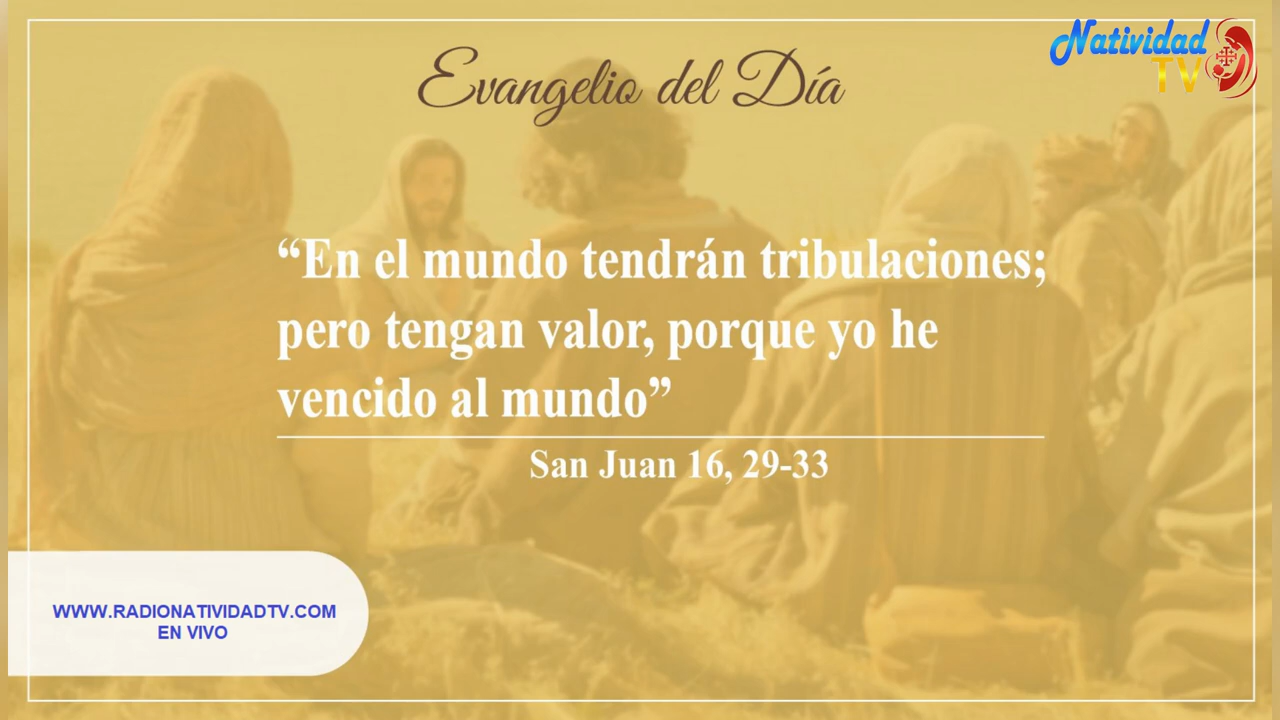 Natividad
TV
Evangelio del Día
“En el mundo tendrán tribulaciones;
pero tengan valor, porque yo he
vencido al mundo”
San Juan 16, 29-33
WWW.RADIONATIVIDADTV.COM
EN VIVO